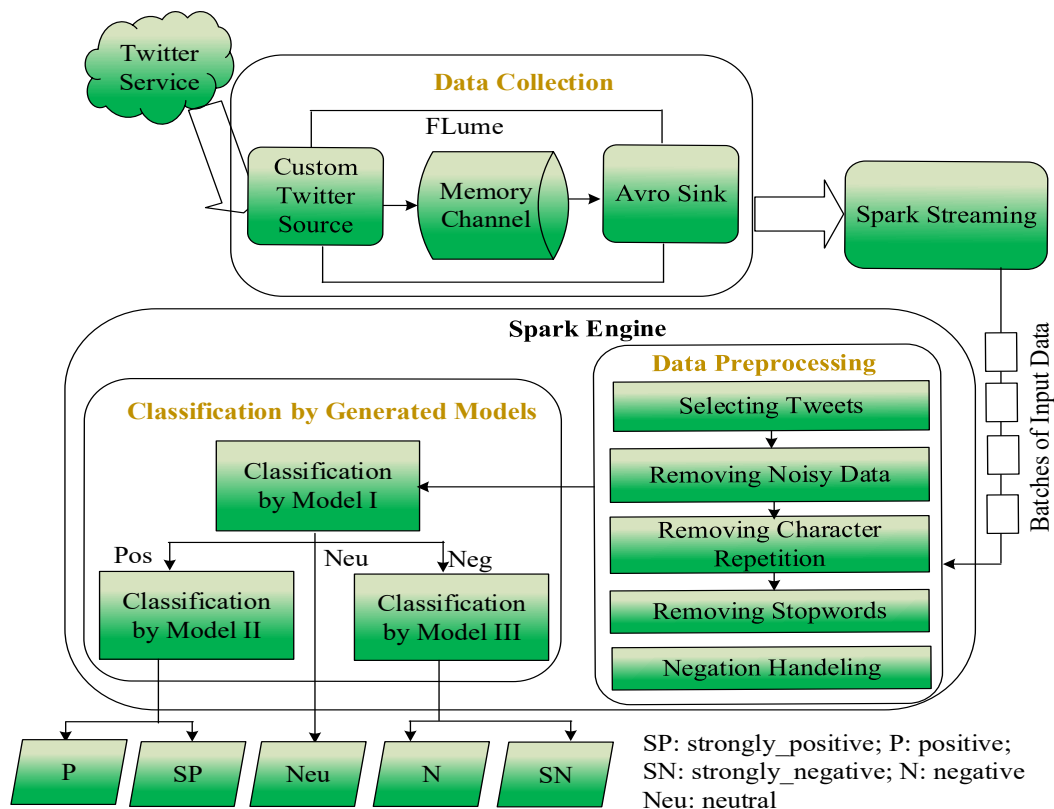 Twitter
Service
Data Collection
FLume
Custom
Twitter
Source
Memory
Channel
Avro Sink
Spark Streaming
Batches of Input Data
Spark Engine
Data Preprocessing
Selecting Tweets
Removing Noisy Data
Removing Character
Repetition
Removing Stopwords
Negation Handeling
Classification by Generated Models
Classification
by Model I
Pos
Neu
Neg
Classification
by Model II
Classification
by Model III
P
SP
Neu
N
SN
SP: strongly_positive; P: positive;
SN: strongly_negative; N: negative
Neu: neutral